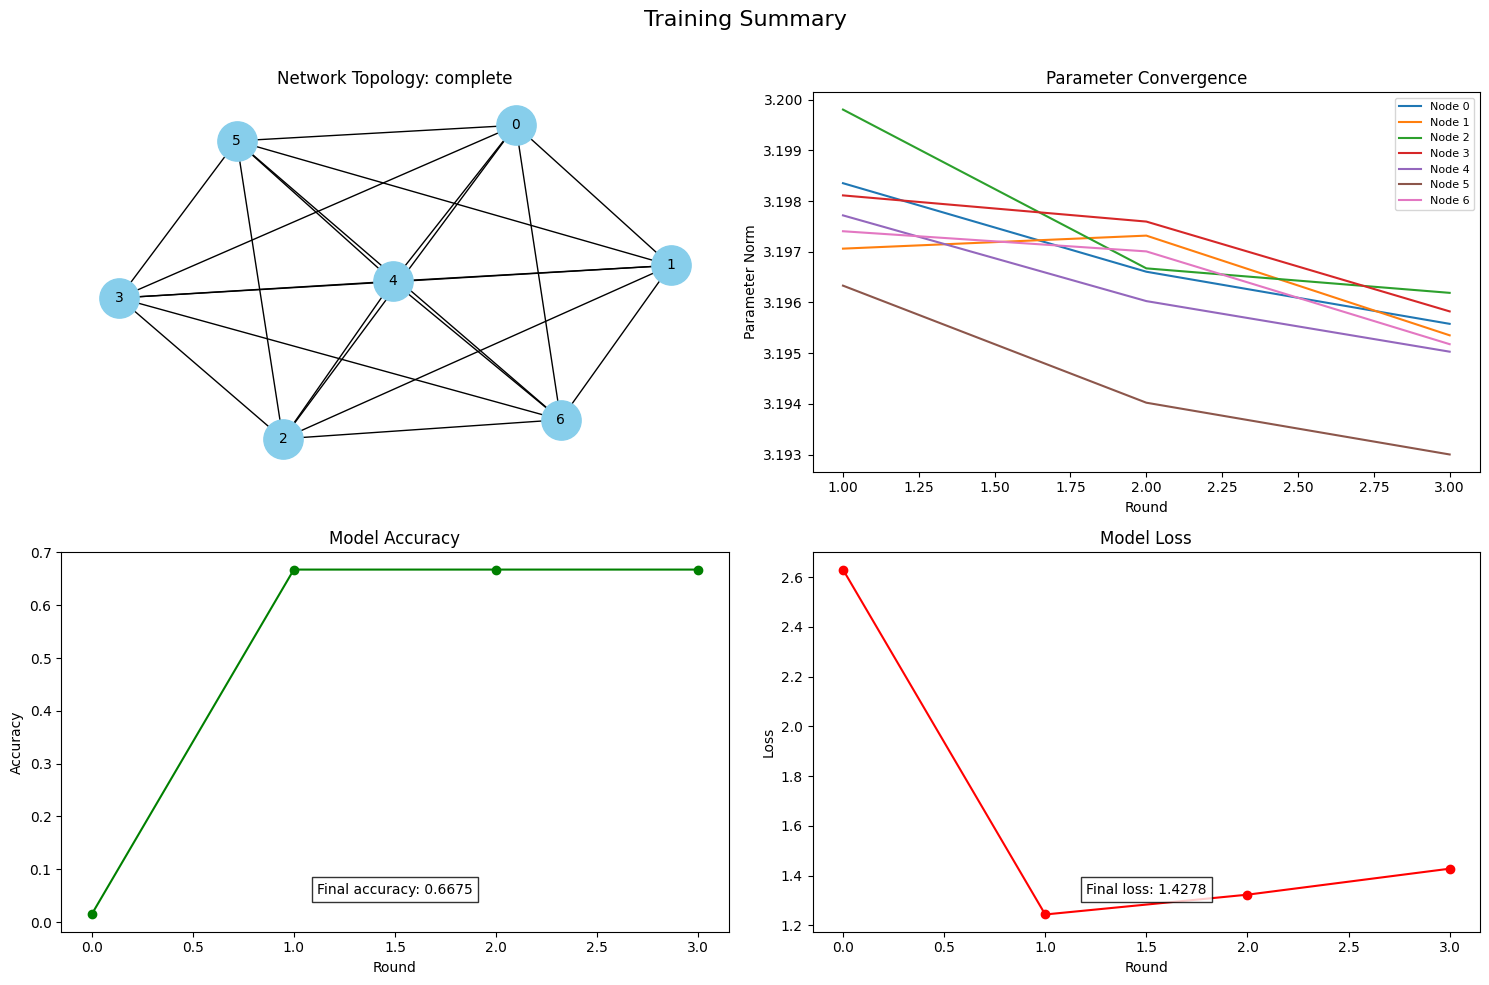 Training Summary
Network Topology: complete
5
0
1
4
3
6
2
Parameter Convergence
Parameter Norm
3.200
3.199
3.198
3.197
3.196
3.195
3.194
3.193
Node 0
Node 1
Node 2
Node 3
Node 4
Node 5
Node 6
1.00 1.25 1.50 1.75 2.00 2.25 2.50 2.75 3.00
Round
Model Accuracy
Accuracy
0.7
0.6
0.5
0.4
0.3
0.2
0.1
0.0
Final accuracy: 0.6675
0.0 0.5 1.0 1.5 2.0 2.5 3.0
Round
Model Loss
Loss
2.6
2.4
2.2
2.0
1.8
1.6
1.4
1.2
Final loss: 1.4278
0.0 0.5 1.0 1.5 2.0 2.5 3.0
Round